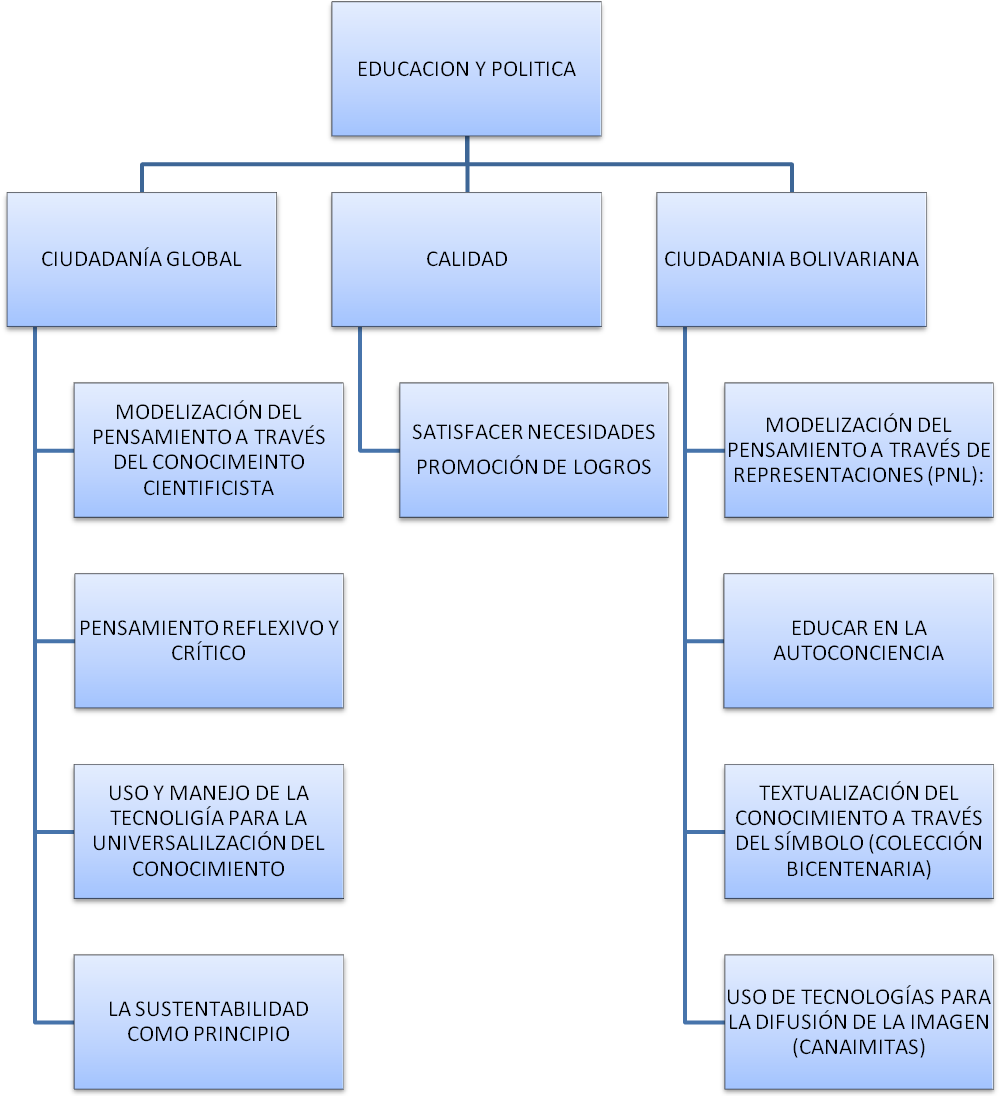 EDUCACION Y POLITICA
CIUDADANÍA GLOBAL
CALIDAD
CIUDADANIA BOLIVARIANA
MODELIZACIÓN DEL
PENSAMIENTO A TRAVÉS
DEL CONOCIMEINTO
CIENTIFICISTA
PENSAMIENTO REFLEXIVO Y
CRÍTICO
USO Y MANEJO DE LA
TECNOLIGÍA PARA LA
UNIVERSALILZACIÓN DEL
CONOCIMIENTO
LA SUSTENTABILIDAD
COMO PRINCIPIO
SATISFACER NECESIDADES
PROMOCIÓN DE LOGROS
MODELIZACIÓN DEL
PENSAMIENTO A TRAVÉS DE
REPRESENTACIONES (PNL):
EDUCAR EN LA
AUTOCONCIENCIA
TEXTUALIZACIÓN DEL
CONOCIMIENTO A TRAVÉS
DEL SÍMBOLO (COLECCIÓN
BICENTENARIA)
USO DE TECNOLOGÍAS PARA
LA DIFUSIÓN DE LA IMAGEN
(CANAIMITAS)